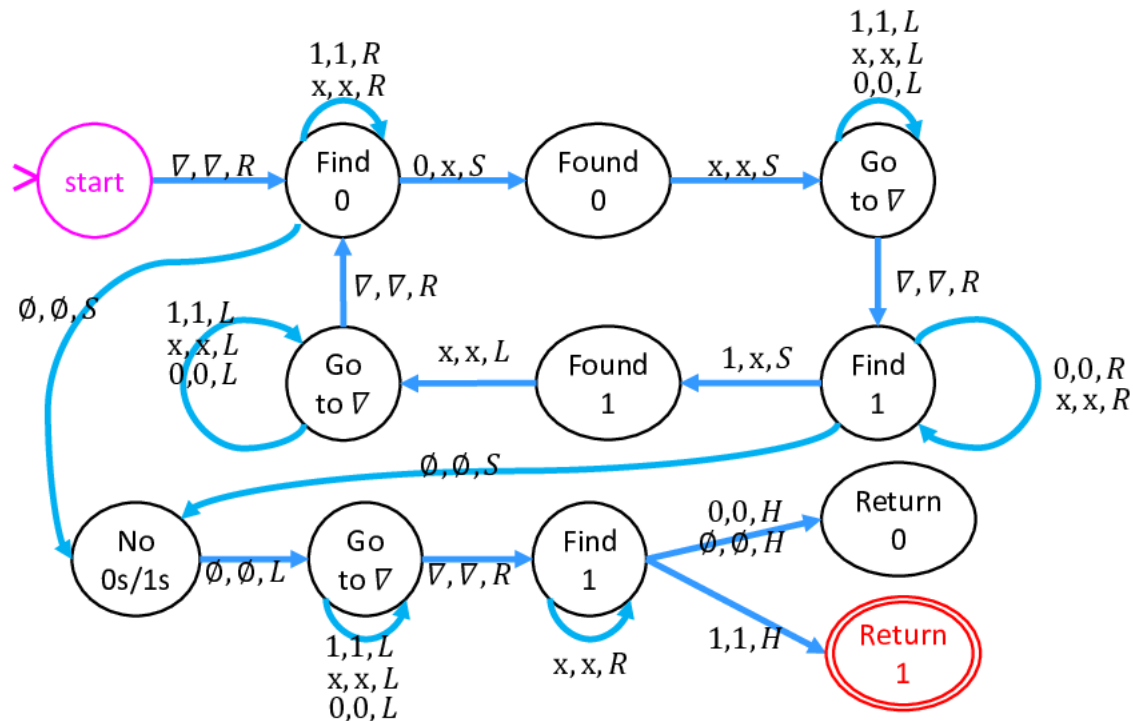 1,1,R
x,x,R
1,1,L
x,x,L
0,0,L
start
∇,∇,R
Find
0
0,x,S
Found
0
x,x,S
Go
to ∇
∅,∅,S
∇,∇,R
∇,∇,R
1,1,L
x,x,L
0,0,L
Go
to ∇
x,x,L
Found
1
1,x,S
Find
1
0,0,R
x,x,R
∅,∅,S
No
0s/1s
∅,∅,L
Go
to ∇
∇,∇,R
Find
1
0,0,H
∅,∅,H
Return
0
1,1,L
x,x,L
0,0,L
x,x,R
1,1,H
Return
1